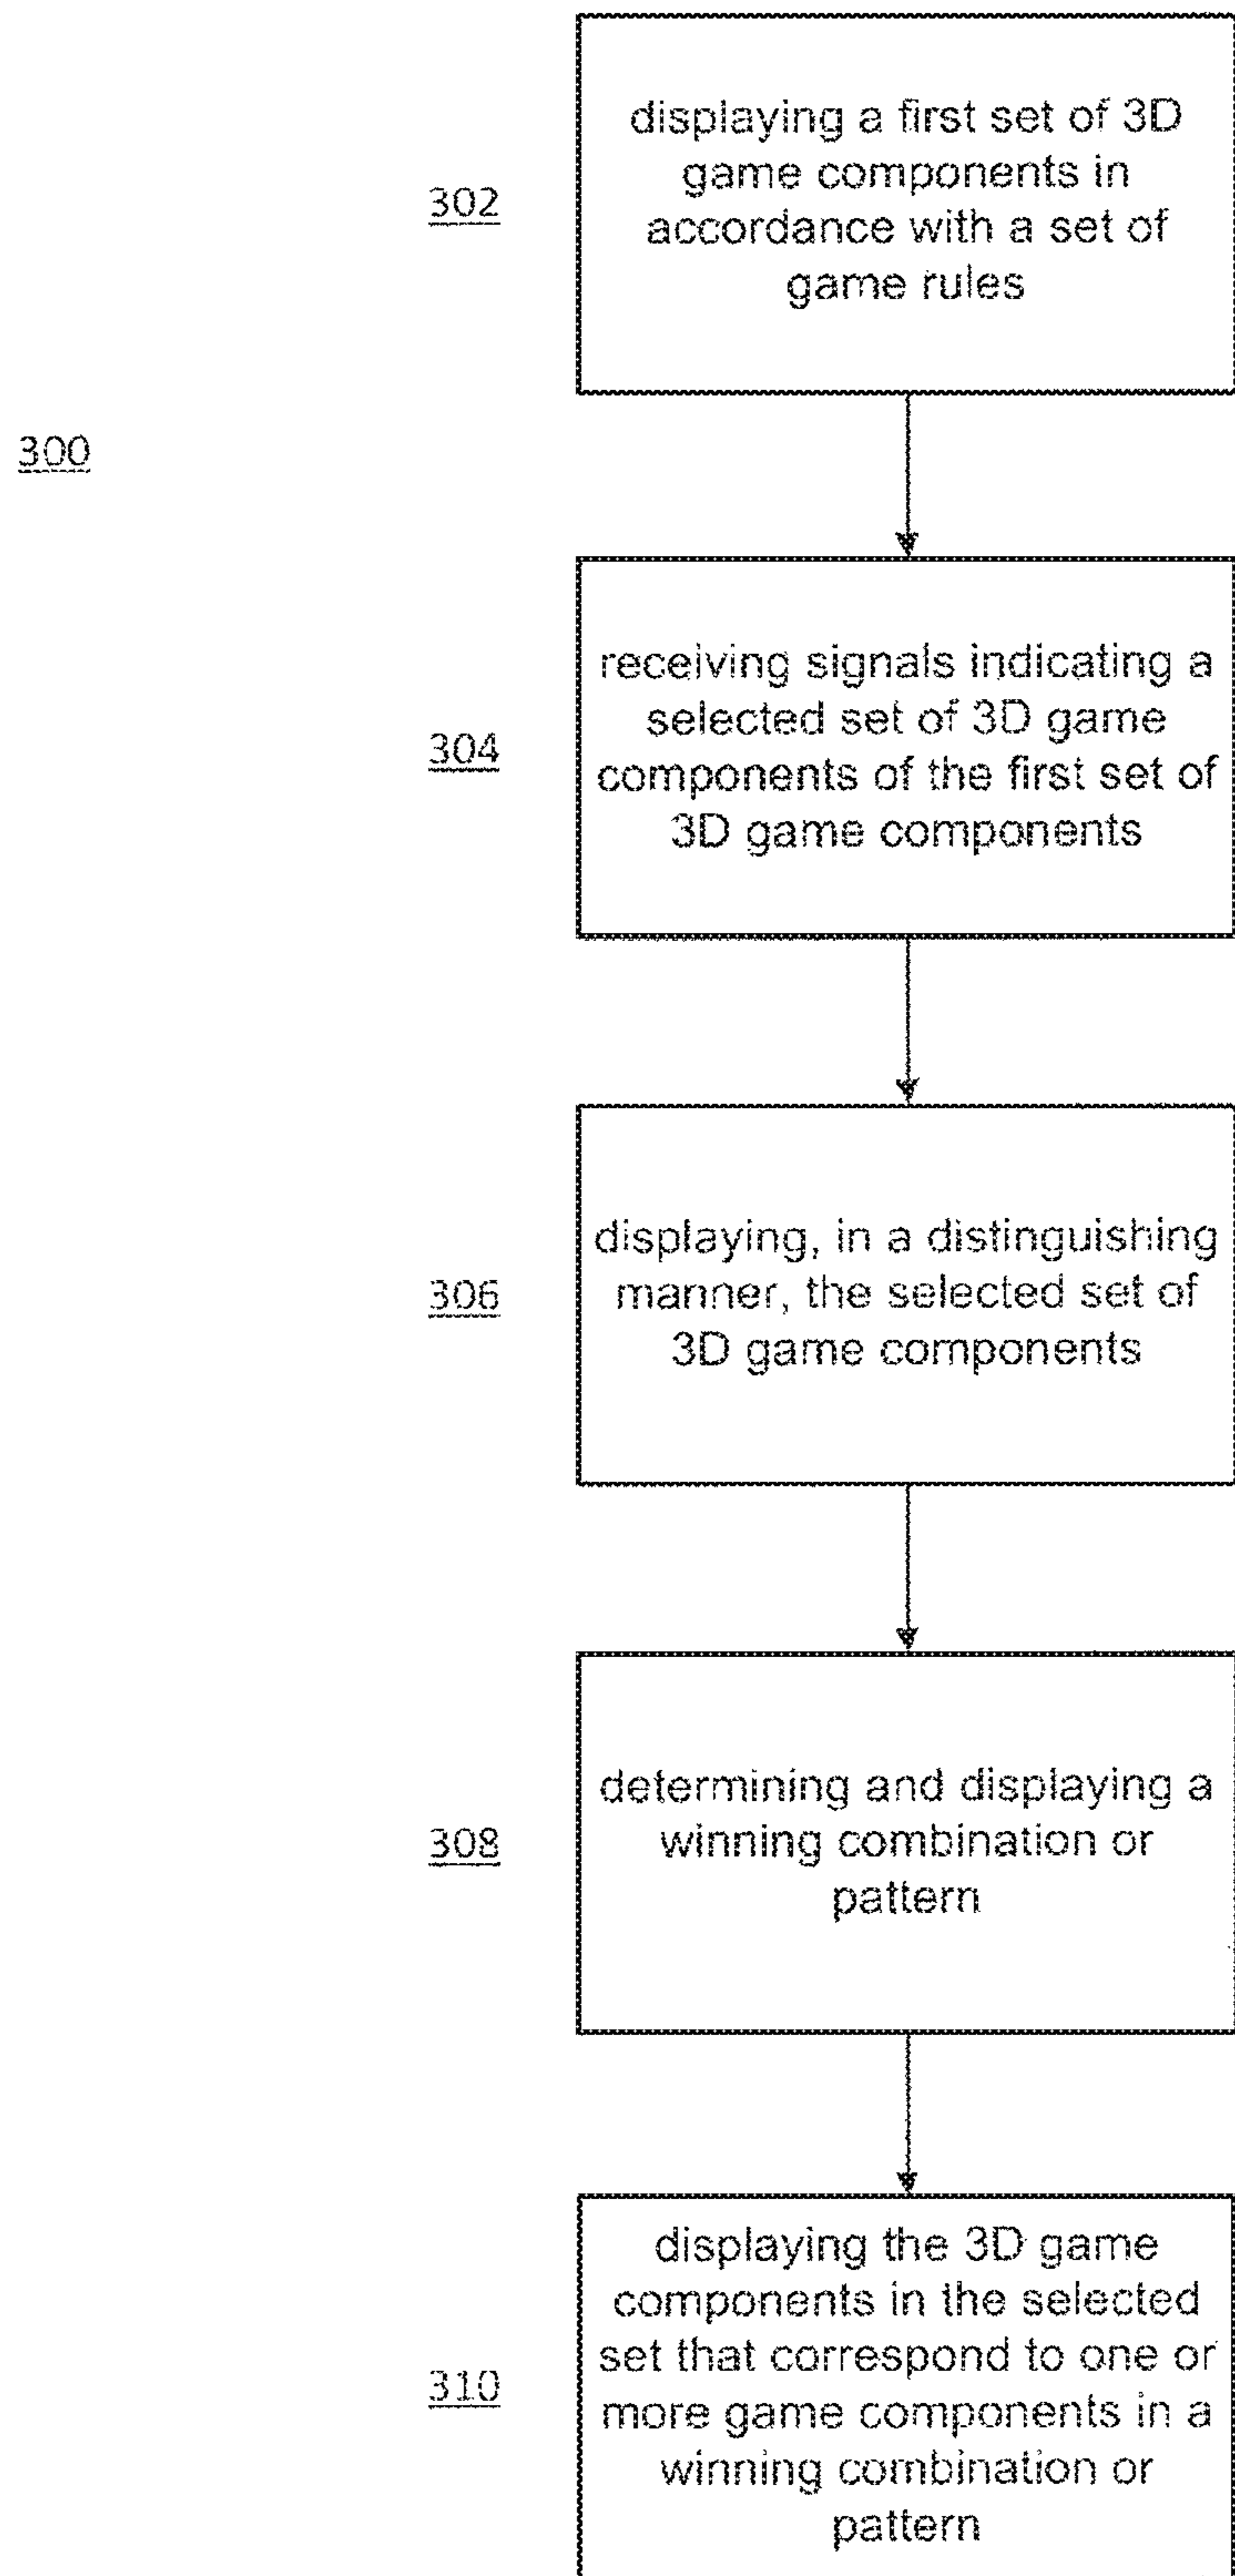 302
displaying a first set of 3D
game components in
accordance with a set of
game rules
300
304
receiving signals indicating a
selected set of 3D game
components of the first set of
3D game components
306
displaying, in a distinguishing
manner, the selected set of
3D game components
308
determining and displaying a
winning combination or
pattern
310
displaying the 3D game
components in the selected
set that correspond to one or
more game components in a
winning combination or
pattern